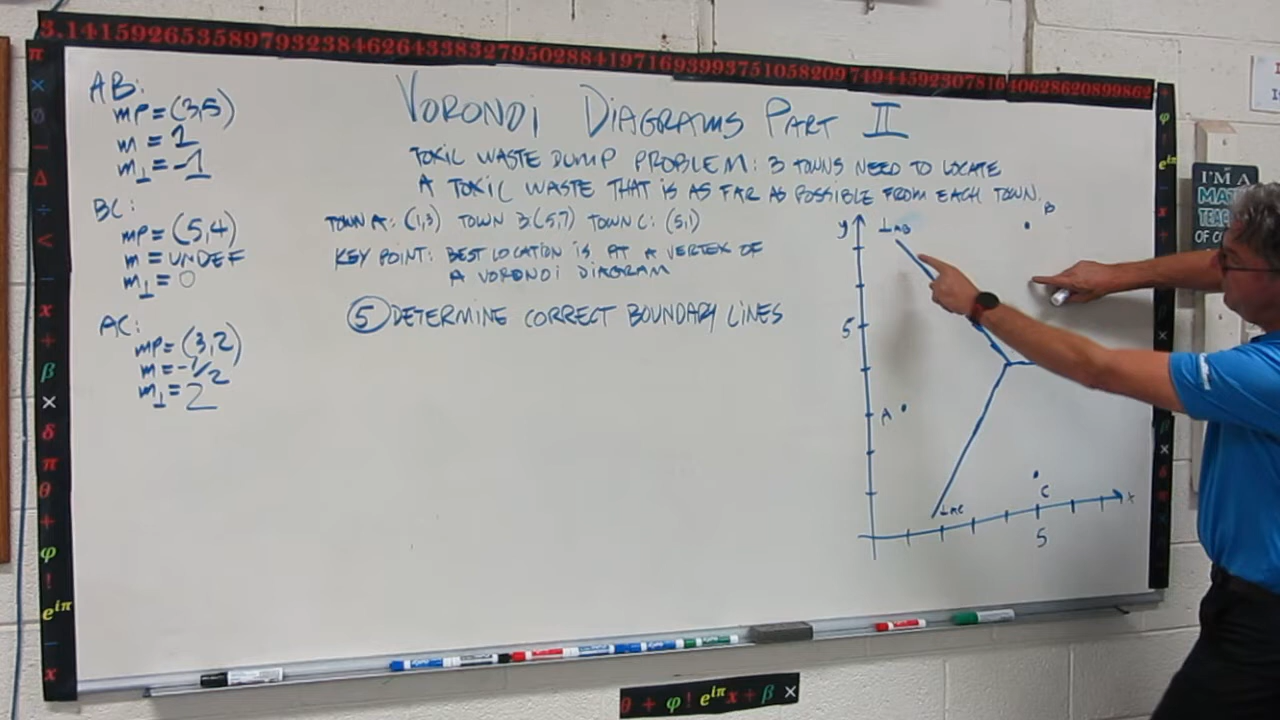 3.14159265358979323846264338327950288419716939937510582097494459230781640628620899862
VORONOI DIAGRAMS PART II
TOXIC WASTE DUMP PROBLEM: 3 TOWNS NEED TO LOCATE
A TOXIC WASTE THAT IS AS FAR AS POSSIBLE FROM EACH TOWN.
TOWN A: (1,3) TOWN B: (5,7) TOWN C: (5,1)
KEY POINT: BEST LOCATION IS AT A VERTEX OF
A VORONOI DIAGRAM
⑤ DETERMINE CORRECT BOUNDARY LINES
AB:
MP = (3,5)
m = 1
m⊥ = -1
BC:
MP = (5,4)
m = UNDEF
m⊥ = 0
AC:
MP = (3,2)
m = -1/2
m⊥ = 2
y
⊥AB
B
5
A
⊥AC
C
x
5
I'M A
MATH
π
×
Δ
÷
<
x
+
β
×
δ
π
θ
+
φ
!
e^iπ
x
θ + φ ! e^iπ x + β ×